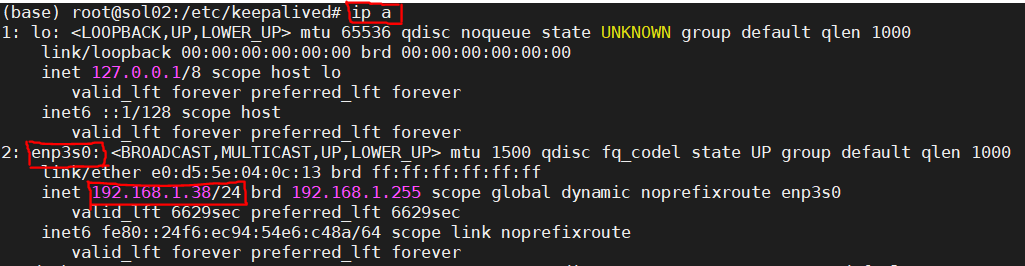 (base) root@sol02:/etc/keepalived# ip a
1: lo: <LOOPBACK,UP,LOWER_UP> mtu 65536 qdisc noqueue state UNKNOWN group default qlen 1000
link/loopback 00:00:00:00:00:00 brd 00:00:00:00:00:00
inet 127.0.0.1/8 scope host lo
valid_lft forever preferred_lft forever
inet6 ::1/128 scope host
valid_lft forever preferred_lft forever
2: enp3s0: <BROADCAST,MULTICAST,UP,LOWER_UP> mtu 1500 qdisc fq_codel state UP group default qlen 1000
link/ether e0:d5:5e:04:0c:13 brd ff:ff:ff:ff:ff:ff
inet 192.168.1.38/24 brd 192.168.1.255 scope global dynamic noprefixroute enp3s0
valid_lft 6629sec preferred_lft 6629sec
inet6 fe80::24f6:ec94:54e6:c48a/64 scope link noprefixroute
valid_lft forever preferred_lft forever